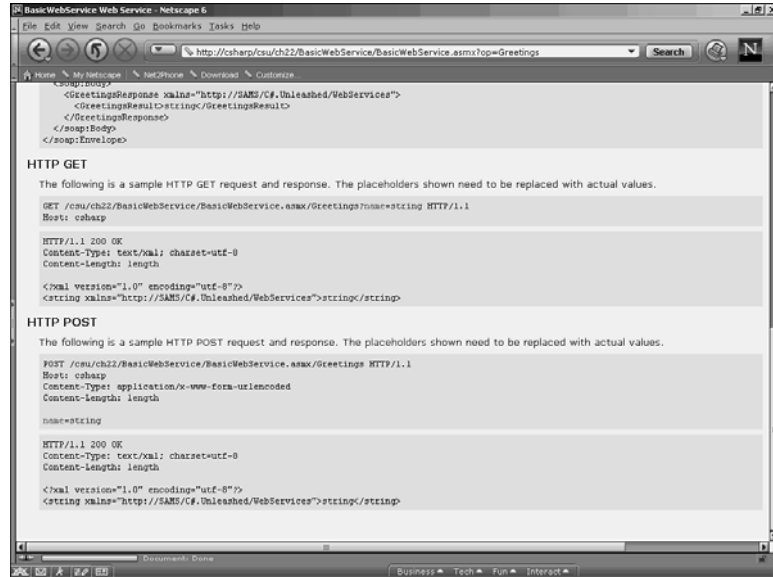 BasicWebService Web Service - Netscape 6
File Edit View Search Go Bookmarks Tasks Help
http://csharp/csu/ch22/BasicWebService/BasicWebService.asmx?op=Greetings
Search
N
Home My Netscape Net2Phone Download Customize...
<soap:Body>
<GreetingsResponse xmlns="http://SAMS/C#.Unleashed/WebServices">
<GreetingsResult>string</GreetingsResult>
</GreetingsResponse>
</soap:Body>
</soap:Envelope>
HTTP GET
The following is a sample HTTP GET request and response. The placeholders shown need to be replaced with actual values.
GET /csu/ch22/BasicWebService/BasicWebService.asmx/Greetings?name=string HTTP/1.1
Host: csharp
HTTP/1.1 200 OK
Content-Type: text/xml; charset=utf-8
Content-Length: length
<?xml version="1.0" encoding="utf-8"?>
<string xmlns="http://SAMS/C#.Unleashed/WebServices">string</string>
HTTP POST
The following is a sample HTTP POST request and response. The placeholders shown need to be replaced with actual values.
POST /csu/ch22/BasicWebService/BasicWebService.asmx/Greetings HTTP/1.1
Host: csharp
Content-Type: application/x-www-form-urlencoded
Content-Length: length
name=string
HTTP/1.1 200 OK
Content-Type: text/xml; charset=utf-8
Content-Length: length
<?xml version="1.0" encoding="utf-8"?>
<string xmlns="http://SAMS/C#.Unleashed/WebServices">string</string>
Document: Done
Business Tech Fun Interact